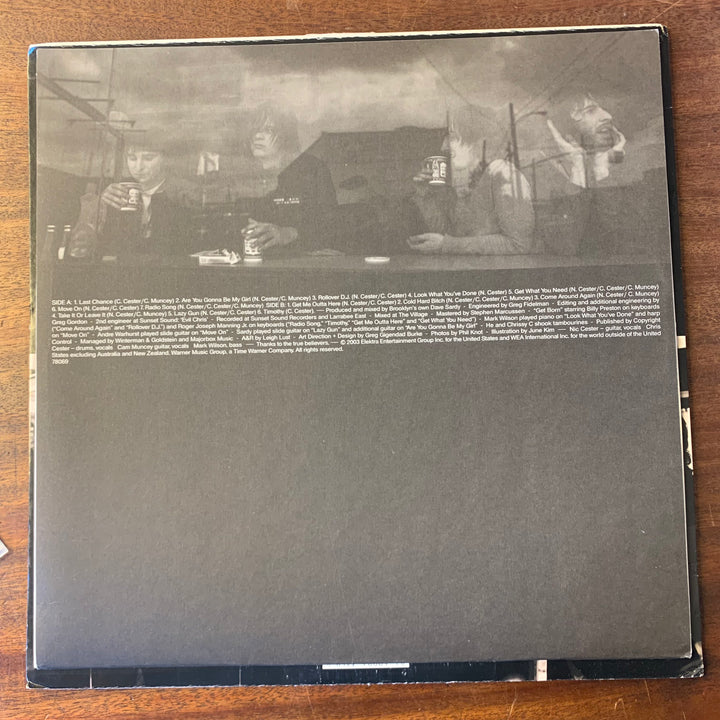 SIDE A: 1. Last Chance (C. Cester/C. Muncey) 2. Are You Gonna Be My Girl (N. Cester/C. Muncey) 3. Rollover D.J. (N. Cester/C. Cester) 4. Look What You've Done (N. Cester) 5. Get What You Need (N. Cester)
6. Move On (N. Cester/C. Muncey) 7. Radio Song (N. Cester) SIDE B: 1. Get Me Outta Here (N. Cester/C. Cester) 2. Cold Hard Bitch (N. Cester/C. Cester/C. Muncey) 3. Come Around Again (N. Cester/C. Muncey)
4. Take It Or Leave It (N. Cester/C. Cester/C. Muncey) 5. Lazy Gun (N. Cester/C. Cester) 6. Timothy (C. Cester). — Produced and mixed by Brooklyn's own Dave Sardy - Engineered by Greg Fidelman - Editing and additional engineering by
Greg Gordon - 2nd engineer at Sunset Sound: "Evil Chris" - Recorded at Sunset Sound Recorders and Larrabee East - Mixed at The Village - Mastered by Stephen Marcussen - "Get Born" starring Billy Preston on keyboards
("Come Around Again" and "Rollover D.J.") and Roger Joseph Manning Jr. on keyboards ("Radio Song," "Timothy," "Get Me Outta Here" and "Get What You Need") - Mark Wilson played piano on "Look What You've Done" and harp
on "Move On" - Andie Warhorst played slide guitar on "Move On" - Sardy played slide guitar on "Lazy Gun" and additional guitar on "Are You Gonna Be My Girl" - He and Chrissy C shook tambourines - Published by Copyright
Control - Managed by Winterman & Goldstein and Majorbox Music - A&R by Leigh Lust - Art Direction + Design by Greg Gigendad Burke - Photos by Phil Knot - Illustration by June Kim — Nic Cester – guitar, vocals Chris
Cester – drums, vocals Cam Muncey guitar, vocals Mark Wilson, bass — Thanks to the true believers. — © 2003 Elektra Entertainment Group Inc. for the United States and WEA International Inc. for the world outside of the United
States excluding Australia and New Zealand, Warner Music Group, a Time Warner Company. All rights reserved.
78069